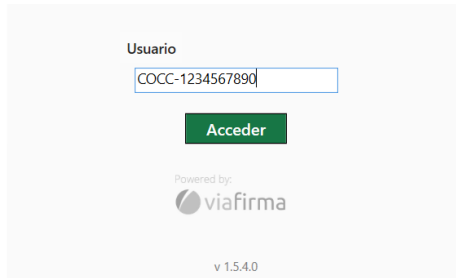 Usuario
COCC-1234567890
Acceder
Powered by:
viafirma
v 1.5.4.0